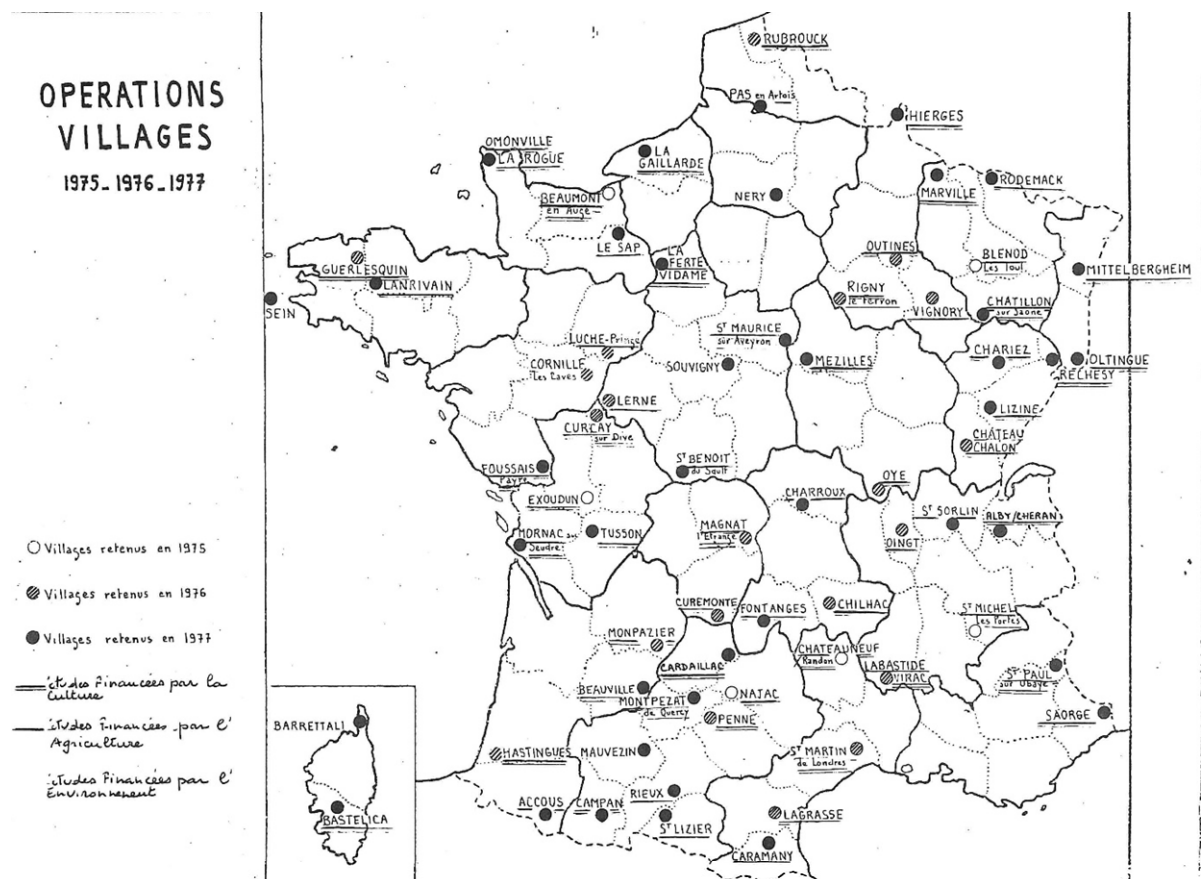 OPERATIONS
VILLAGES
1975_1976_1977
RUBROUCK
PAS en Artois
HIERGES
OMONVILLE
LA ROGUE
LA
GAILLARDE
MARVILLE
RODEMACK
BEAUMONT
en Auge
NERY
LE SAP
LA
FERTE
VIDAME
OUTINES
BLENOD
Les Toul
MITTELBERGHEIM
GUERLESQUIN
LANRIVAIN
SEIN
RIGNY
le Ferron
VIGNORY
CHATILLON
sur Saone
ST MAURICE
sur Aveyron
LUCHE-Pringe
CORNILLE
Les Caves
SOUVIGNY
MEZILLES
CHARIEZ
OLTINGUE
RECHESY
LERNE
LIZINE
CURCAY
sur Dive
CHÂTEAU
CHALON
FOUSSAIS
Payré
ST BENOIT
du Sault
OYE
EXOUDUN
CHARROUX
ST SORLIN
ALBY/CHERAN
MORNAC sur
Seudre
TUSSON
MAGNAT
l'Etrange
OINGT
Villages retenus en 1975
Villages retenus en 1976
Villages retenus en 1977
études Financées par la
Culture
études Financées par l'
Agriculture
études Financées par l'
Environnement
CUREMONTE
FONTANGES
CHILHAC
ST MICHEL
les Portes
MONPAZIER
CARDAILLAC
CHATEAUNEUF
Randon
LABASTIDE
VIRAC
ST PAUL
sur Ubaye
BEAUVILLE
MONTPEZAT
de Quercy
NAJAC
PENNE
SAORGE
BARRETTALI
HASTINGUES
MAUVEZIN
ST MARTIN
de Londres
BASTELICA
ACCOUS
CAMPAN
RIEUX
ST LIZIER
LAGRASSE
CARAMANY